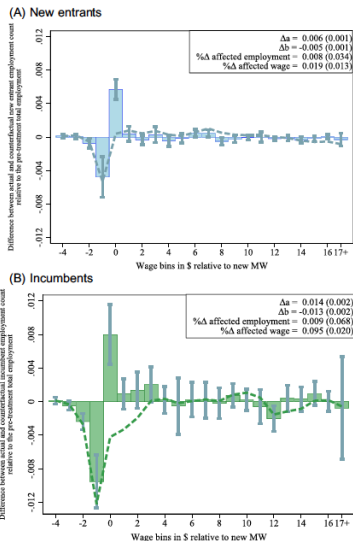 (A) New entrants
Difference between actual and counterfactual new entrant employment count
relative to the pre-treatment total employment
.012
.008
.004
0
-.004
-.008
-.012
Δa = 0.006 (0.001)
Δb = -0.005 (0.001)
%Δ affected employment = 0.008 (0.034)
%Δ affected wage = 0.019 (0.013)
-4 -2 0 2 4 6 8 10 12 14 16 17+
Wage bins in $ relative to new MW
(B) Incumbents
Difference between actual and counterfactual incumbent employment count
relative to the pre-treatment total employment
.012
.008
.004
0
-.004
-.008
-.012
Δa = 0.014 (0.002)
Δb = -0.013 (0.002)
%Δ affected employment = 0.009 (0.068)
%Δ affected wage = 0.095 (0.020)
-4 -2 0 2 4 6 8 10 12 14 16 17+
Wage bins in $ relative to new MW